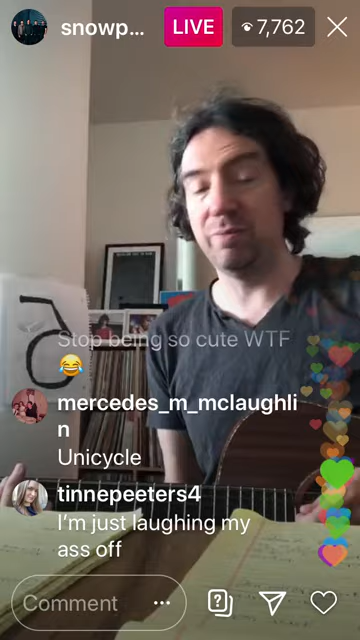 snowp...
LIVE
7,762
Stop being so cute WTF
😂
mercedes_m_mclaughli
n
Unicycle
tinnepeeters4
I'm just laughing my
ass off
Comment